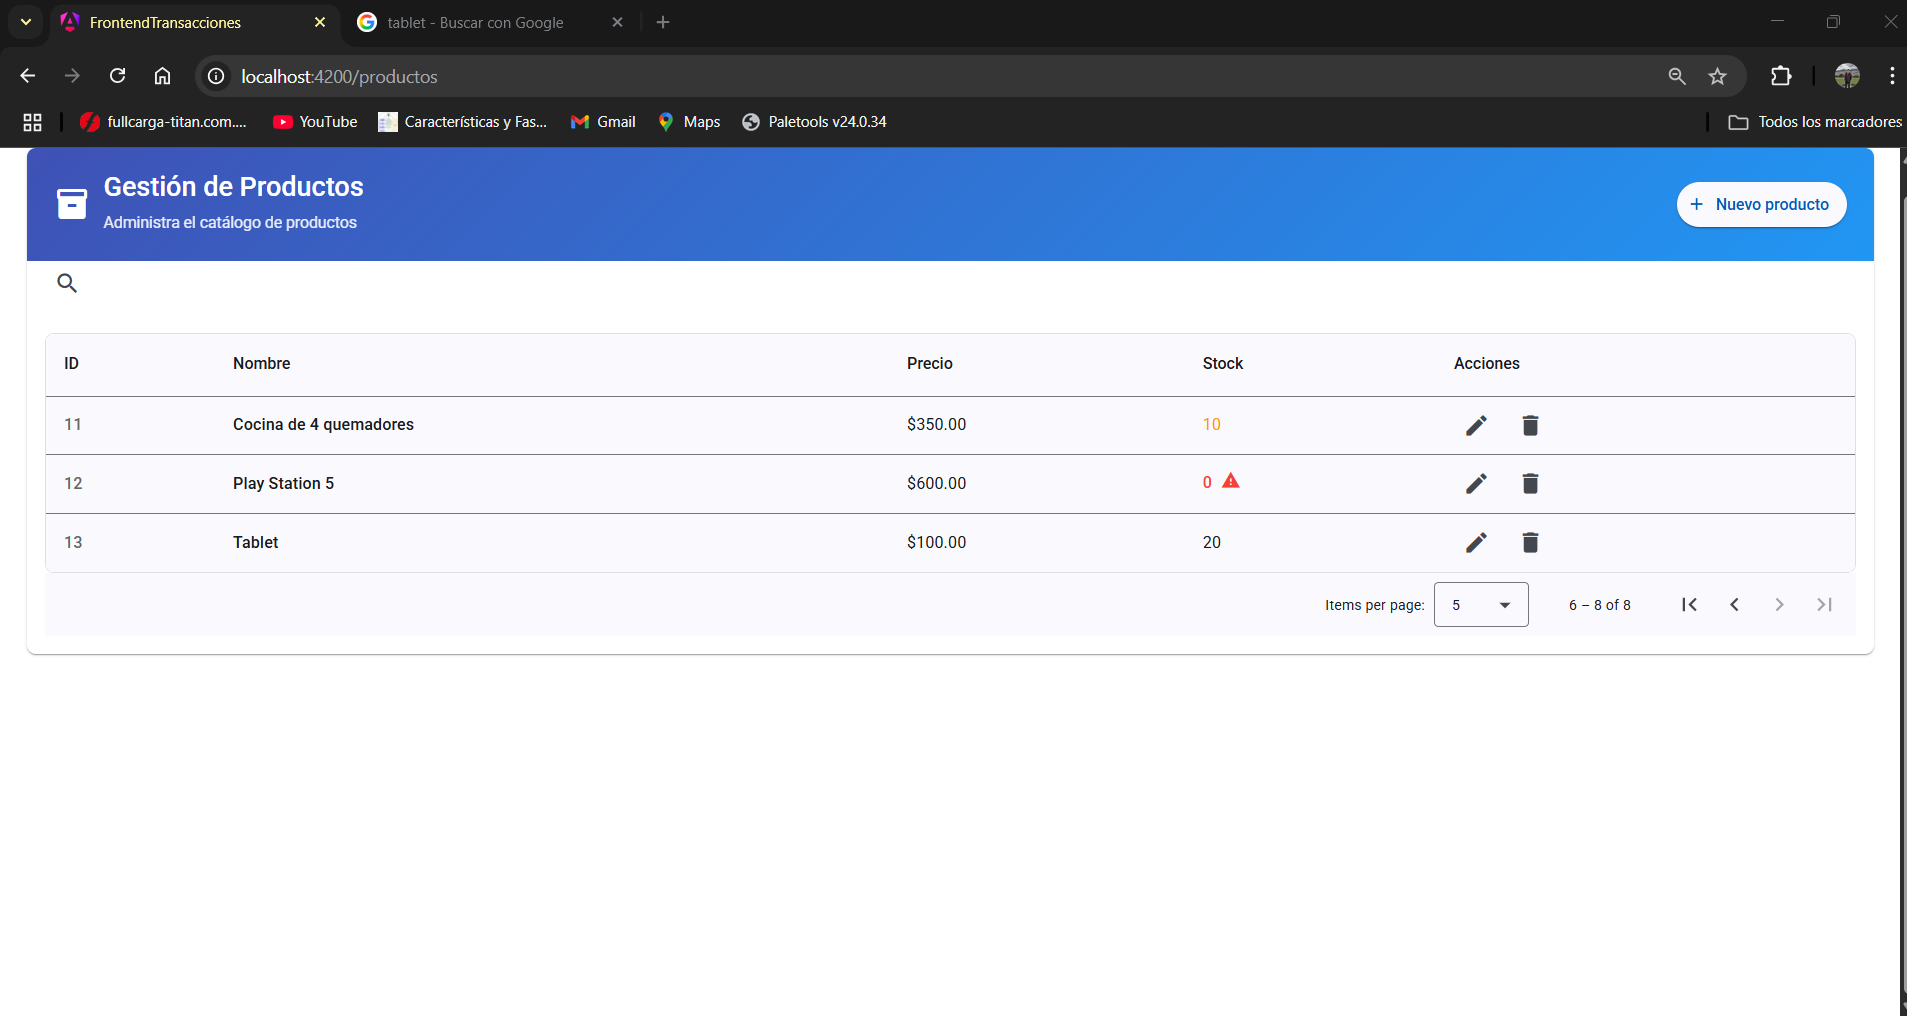 FrontendTransacciones
tablet - Buscar con Google
localhost:4200/productos
fullcarga-titan.com....
YouTube
Características y Fas...
Gmail
Maps
Paletools v24.0.34
Todos los marcadores
Gestión de Productos
Administra el catálogo de productos
Nuevo producto
ID Nombre Precio Stock Acciones
11 Cocina de 4 quemadores $350.00 10
12 Play Station 5 $600.00 0
13 Tablet $100.00 20
Items per page: 5 6 – 8 of 8